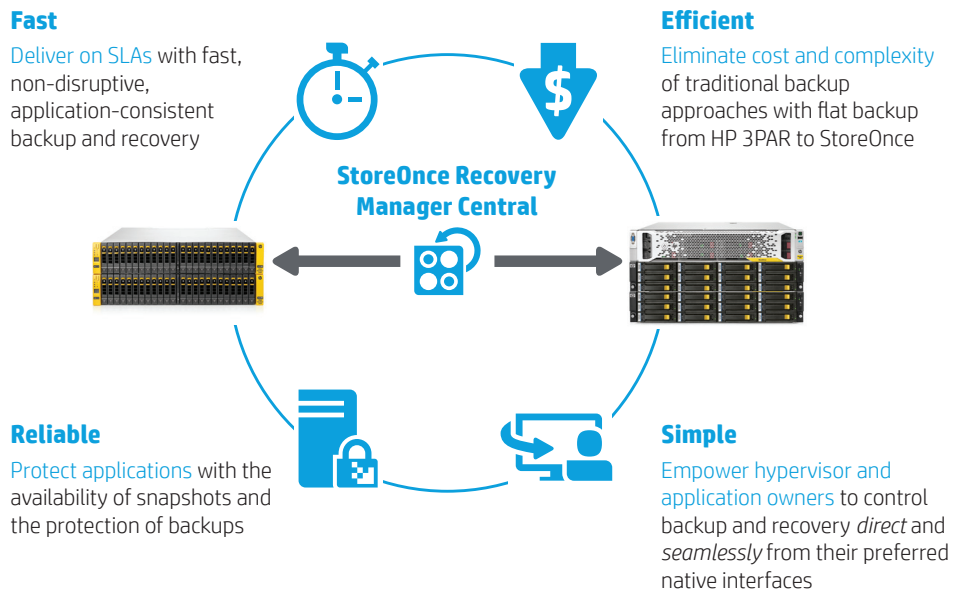 Fast
Deliver on SLAs with fast,
non-disruptive,
application-consistent
backup and recovery
Efficient
Eliminate cost and complexity
of traditional backup
approaches with flat backup
from HP 3PAR to StoreOnce
$
StoreOnce Recovery
Manager Central
Reliable
Protect applications with the
availability of snapshots and
the protection of backups
Simple
Empower hypervisor and
application owners to control
backup and recovery direct and
seamlessly from their preferred
native interfaces